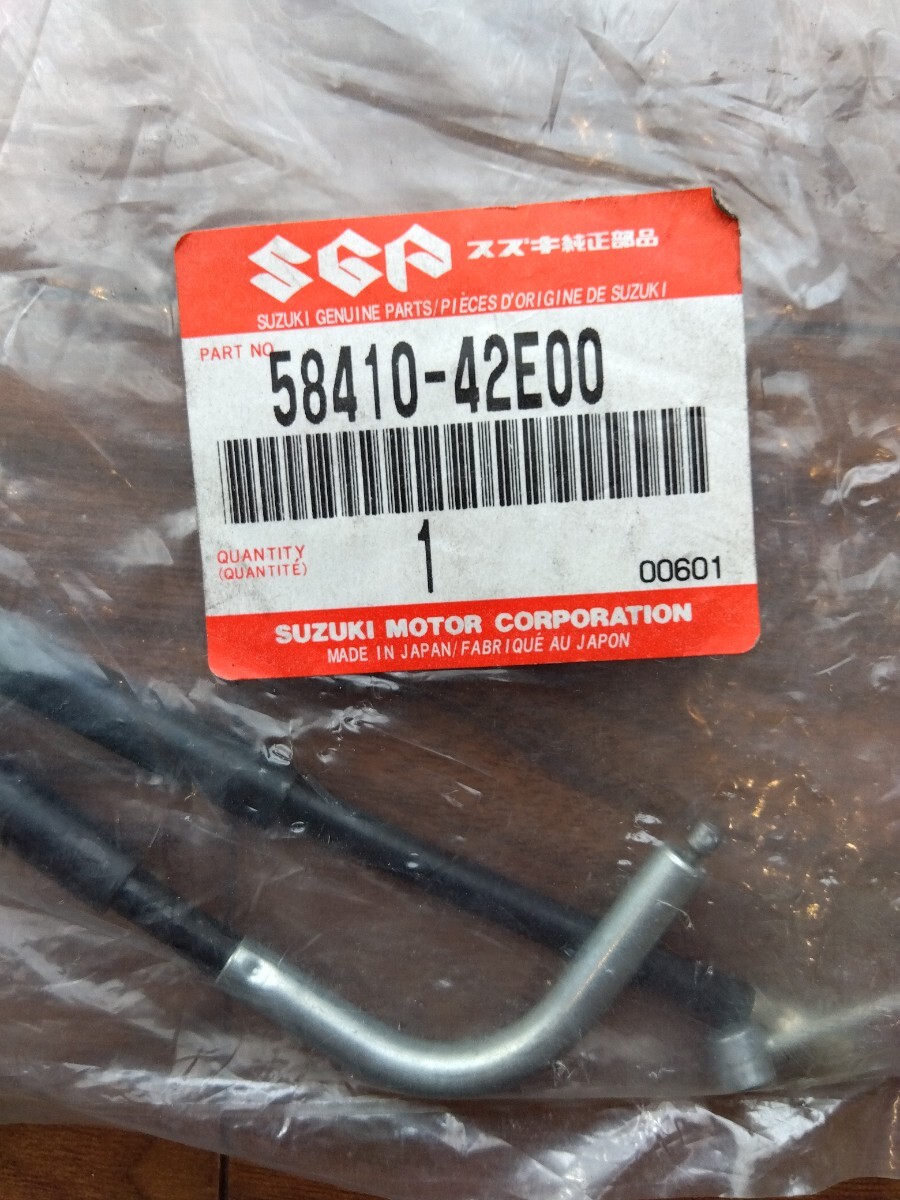 SGP スズキ純正部品
SUZUKI GENUINE PARTS/PIÈCES D'ORIGINE DE SUZUKI
PART NO.
58410-42E00
QUANTITY
(QUANTITÉ)
1
00601
SUZUKI MOTOR CORPORATION
MADE IN JAPAN/FABRIQUÉ AU JAPON